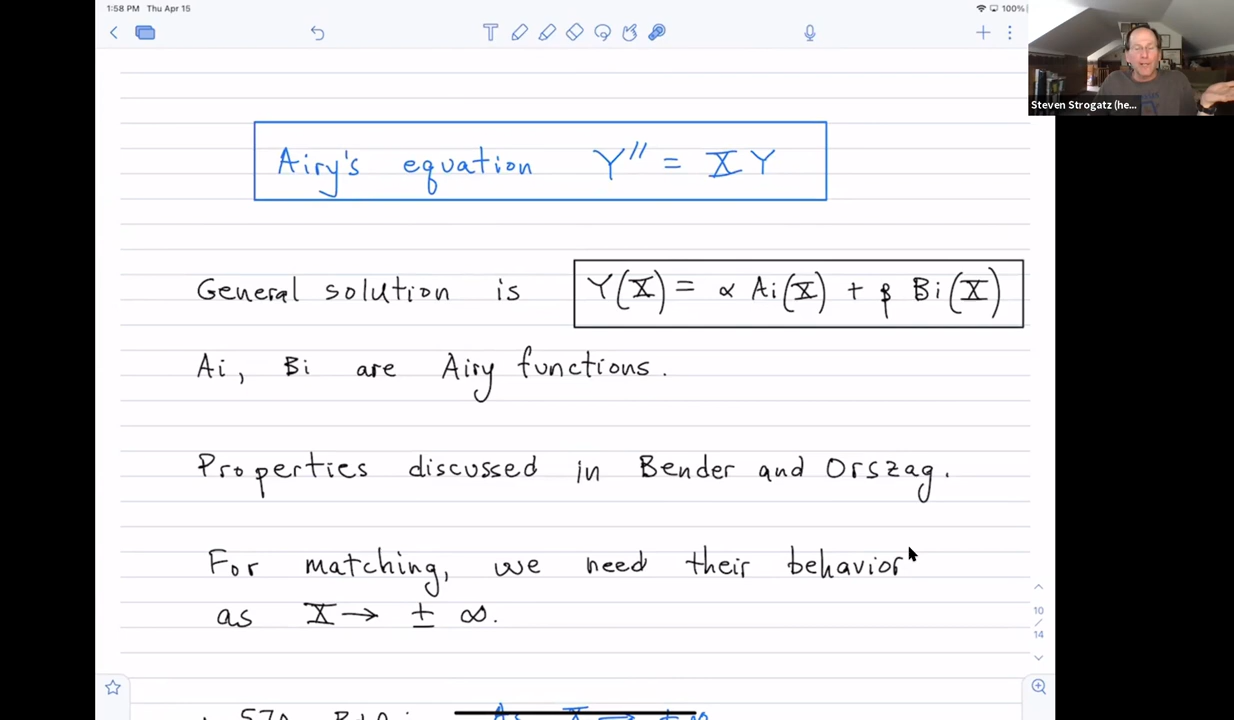 1:58 PM Thu Apr 15
100%
Steven Strogatz (he...
Airy's equation Y'' = X Y
General solution is Y(X) = α Ai(X) + β Bi(X)
Ai, Bi are Airy functions.
Properties discussed in Bender and Orszag.
For matching, we need their behavior
as X → ± ∞.
10
/
14